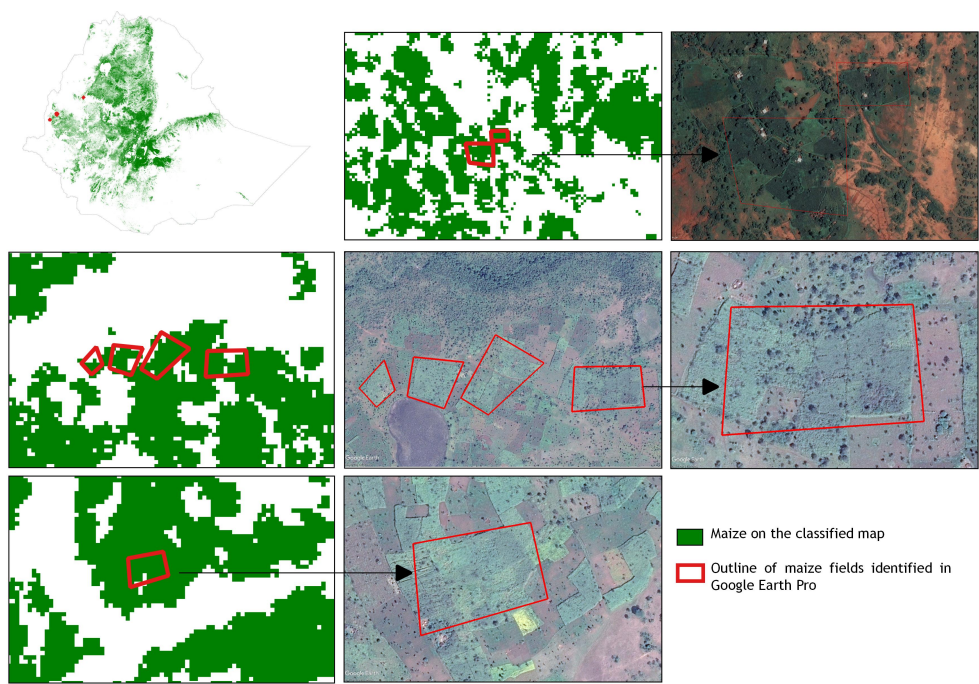 Google Earth
Google Earth
Maize on the classified map
Outline of maize fields identified in
Google Earth Pro
Google Earth